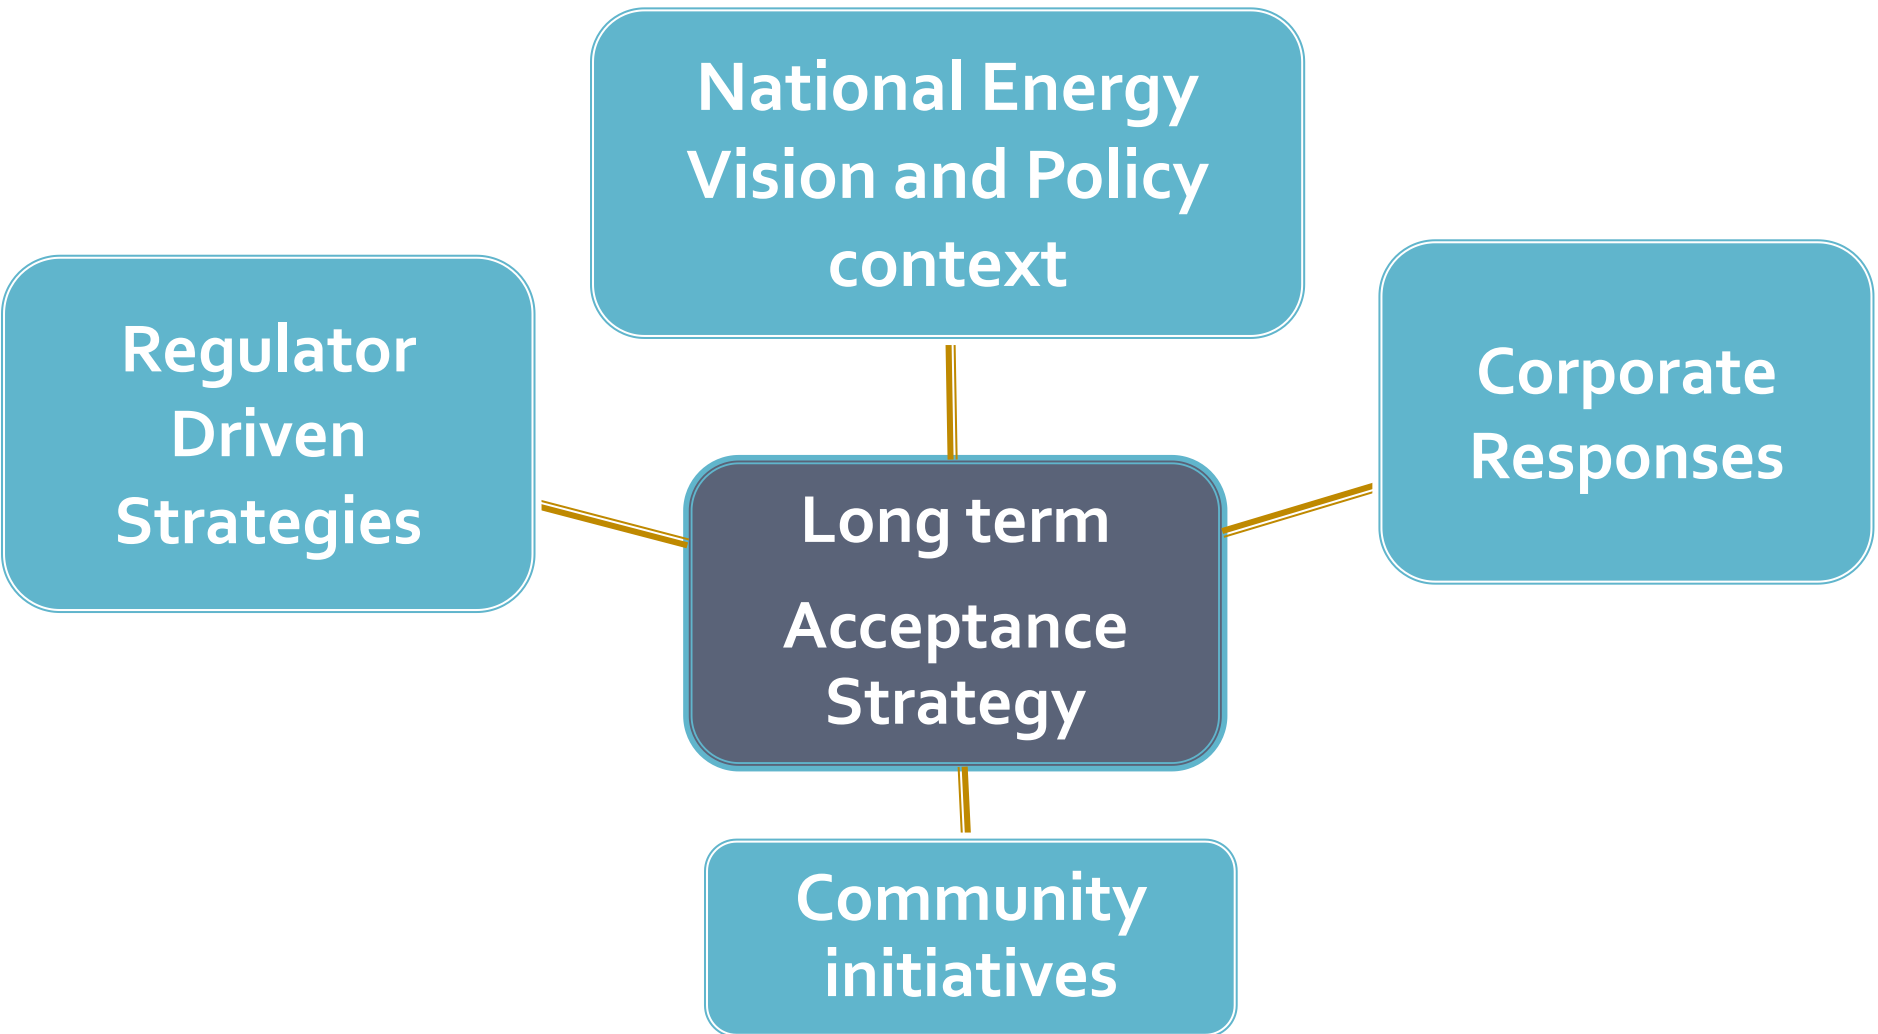 National Energy
Vision and Policy
context
Regulator
Driven
Strategies
Corporate
Responses
Long term
Acceptance
Strategy
Community
initiatives